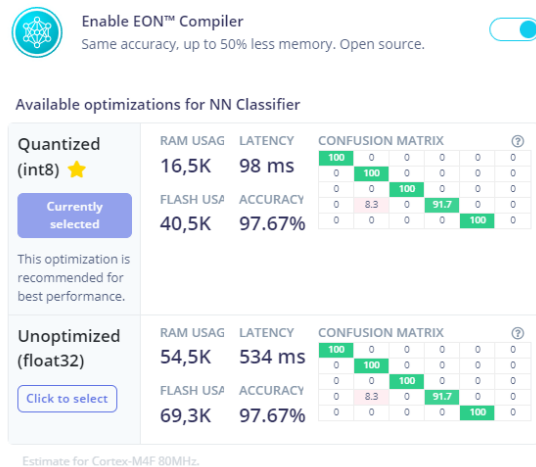 Enable EON™ Compiler
Same accuracy, up to 50% less memory. Open source.
Available optimizations for NN Classifier
Quantized
(int8)
Currently
selected
This optimization is
recommended for
best performance.
RAM USAG LATENCY CONFUSION MATRIX ?
16,5K 98 ms
FLASH USA ACCURACY
40,5K 97.67%
100 0 0 0 0 0
0 100 0 0 0 0
0 0 100 0 0 0
0 8.3 0 91.7 0 0
0 0 0 0 100 0
Unoptimized
(float32)
Click to select
RAM USAG LATENCY CONFUSION MATRIX ?
54,5K 534 ms
FLASH USA ACCURACY
69,3K 97.67%
100 0 0 0 0 0
0 100 0 0 0 0
0 0 100 0 0 0
0 8.3 0 91.7 0 0
0 0 0 0 100 0
Estimate for Cortex-M4F 80MHz.